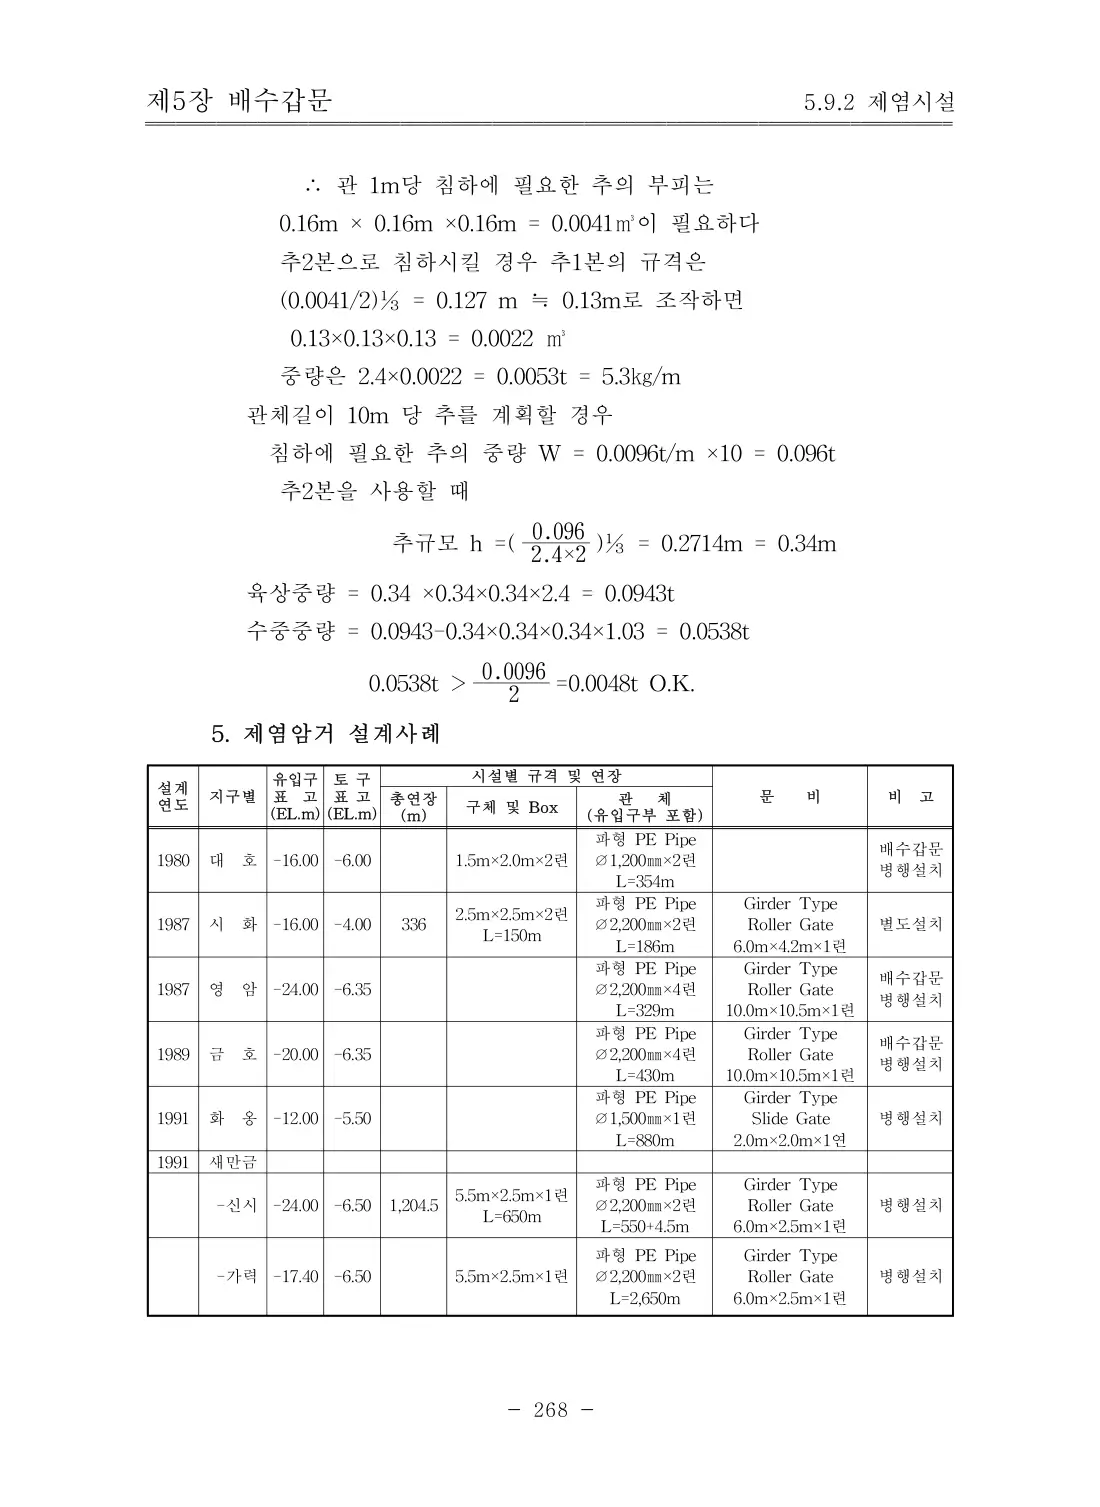 제5장 배수갑문
5.9.2 제염시설
∴ 관 1m당 침하에 필요한 추의 부피는
0.16m × 0.16m ×0.16m = 0.0041㎥이 필요하다
추2본으로 침하시킬 경우 추1본의 규격은
(0.0041/2)⅓ = 0.127 m ≒ 0.13m로 조작하면
0.13×0.13×0.13 = 0.0022 ㎥
중량은 2.4×0.0022 = 0.0053t = 5.3㎏/m
관체길이 10m 당 추를 계획할 경우
침하에 필요한 추의 중량 W = 0.0096t/m ×10 = 0.096t
추2본을 사용할 때
추규모 h =( 0.096 / 2.4×2 )⅓ = 0.2714m = 0.34m
육상중량 = 0.34 ×0.34×0.34×2.4 = 0.0943t
수중중량 = 0.0943-0.34×0.34×0.34×1.03 = 0.0538t
0.0538t > 0.0096 / 2 =0.0048t O.K.
5. 제염암거 설계사례
설계연도 | 지구별 | 유입구 표 고 (EL.m) | 토 구 표 고 (EL.m) | 시설별 규격 및 연장 | 문 비 | 비 고
총연장 (m) | 구체 및 Box | 관 체 (유입구부 포함)
1980 | 대 호 | -16.00 | -6.00 | | 1.5m×2.0m×2련 | 파형 PE Pipe ∅1,200㎜×2련 L=354m | | 배수갑문 병행설치
1987 | 시 화 | -16.00 | -4.00 | 336 | 2.5m×2.5m×2련 L=150m | 파형 PE Pipe ∅2,200㎜×2련 L=186m | Girder Type Roller Gate 6.0m×4.2m×1련 | 별도설치
1987 | 영 암 | -24.00 | -6.35 | | | 파형 PE Pipe ∅2,200㎜×4련 L=329m | Girder Type Roller Gate 10.0m×10.5m×1련 | 배수갑문 병행설치
1989 | 금 호 | -20.00 | -6.35 | | | 파형 PE Pipe ∅2,200㎜×4련 L=430m | Girder Type Roller Gate 10.0m×10.5m×1련 | 배수갑문 병행설치
1991 | 화 옹 | -12.00 | -5.50 | | | 파형 PE Pipe ∅1,500㎜×1련 L=880m | Girder Type Slide Gate 2.0m×2.0m×1연 | 병행설치
1991 | 새만금
-신시 | -24.00 | -6.50 | 1,204.5 | 5.5m×2.5m×1련 L=650m | 파형 PE Pipe ∅2,200㎜×2련 L=550+4.5m | Girder Type Roller Gate 6.0m×2.5m×1련 | 병행설치
-가력 | -17.40 | -6.50 | | 5.5m×2.5m×1련 | 파형 PE Pipe ∅2,200㎜×2련 L=2,650m | Girder Type Roller Gate 6.0m×2.5m×1련 | 병행설치
- 268 -